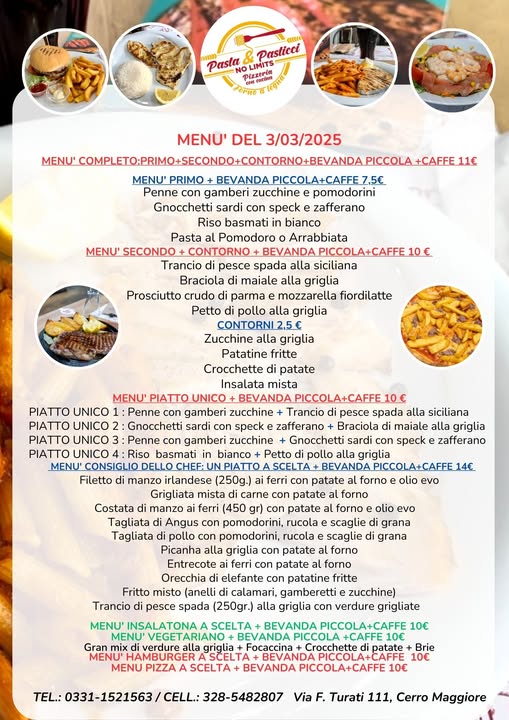 Pasta & Pasticci
NO LIMITS
Pizzeria
con cucina
Forno a legna
MENU' DEL 3/03/2025
MENU' COMPLETO:PRIMO+SECONDO+CONTORNO+BEVANDA PICCOLA +CAFFE 11€
MENU' PRIMO + BEVANDA PICCOLA+CAFFE 7.5€
Penne con gamberi zucchine e pomodorini
Gnocchetti sardi con speck e zafferano
Riso basmati in bianco
Pasta al Pomodoro o Arrabbiata
MENU' SECONDO + CONTORNO + BEVANDA PICCOLA+CAFFE 10 €
Trancio di pesce spada alla siciliana
Braciola di maiale alla griglia
Prosciutto crudo di parma e mozzarella fiordilatte
Petto di pollo alla griglia
CONTORNI 2,5 €
Zucchine alla griglia
Patatine fritte
Crocchette di patate
Insalata mista
MENU' PIATTO UNICO + BEVANDA PICCOLA+CAFFE 10 €
PIATTO UNICO 1 : Penne con gamberi zucchine + Trancio di pesce spada alla siciliana
PIATTO UNICO 2 : Gnocchetti sardi con speck e zafferano + Braciola di maiale alla griglia
PIATTO UNICO 3 : Penne con gamberi zucchine + Gnocchetti sardi con speck e zafferano
PIATTO UNICO 4 : Riso basmati in bianco + Petto di pollo alla griglia
MENU' CONSIGLIO DELLO CHEF: UN PIATTO A SCELTA + BEVANDA PICCOLA+CAFFE 14€
Filetto di manzo irlandese (250g.) ai ferri con patate al forno e olio evo
Grigliata mista di carne con patate al forno
Costata di manzo ai ferri (450 gr) con patate al forno e olio evo
Tagliata di Angus con pomodorini, rucola e scaglie di grana
Tagliata di pollo con pomodorini, rucola e scaglie di grana
Picanha alla griglia con patate al forno
Entrecote ai ferri con patate al forno
Orecchia di elefante con patatine fritte
Fritto misto (anelli di calamari, gamberetti e zucchine)
Trancio di pesce spada (250gr.) alla griglia con verdure grigliate
MENU' INSALATONA A SCELTA + BEVANDA PICCOLA+CAFFE 10€
MENU' VEGETARIANO + BEVANDA PICCOLA +CAFFE 10€
Gran mix di verdure alla griglia + Focaccina + Crocchette di patate + Brie
MENU' HAMBURGER A SCELTA + BEVANDA PICCOLA+CAFFE 10€
MENU PIZZA A SCELTA + BEVANDA PICCOLA+CAFFE 10€
TEL.: 0331-1521563 / CELL.: 328-5482807 Via F. Turati 111, Cerro Maggiore